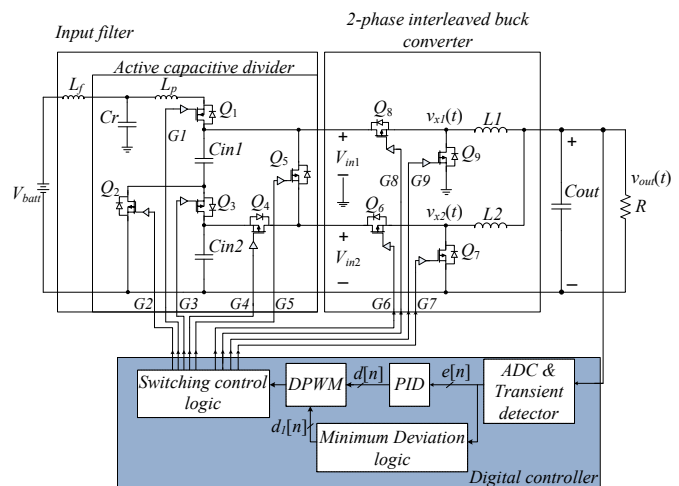 2-phase interleaved buck
converter
Input filter
Active capacitive divider
Lf
Lp
Cr
Q1
G1
Cin1
Q5
Vbatt
Q2
Q3
Q4
Cin2
G2
G3
G4
G5
+
Vin1
−
+
Vin2
−
Q8
vx1(t)
L1
G8
G9
Q9
Q6
vx2(t)
L2
Q7
G6
G7
+
Cout
−
vout(t)
R
Switching control
logic
DPWM
d[n]
PID
e[n]
ADC &
Transient
detector
d1[n]
Minimum Deviation
logic
Digital controller